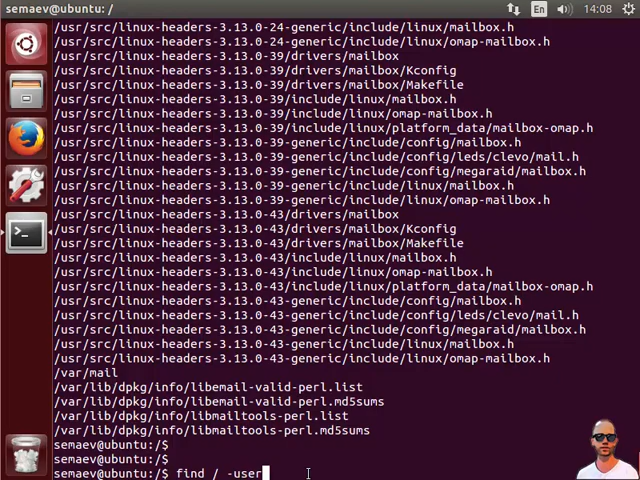 semaev@ubuntu: /
En
14:08
/usr/src/linux-headers-3.13.0-24-generic/include/linux/mailbox.h
/usr/src/linux-headers-3.13.0-24-generic/include/linux/omap-mailbox.h
/usr/src/linux-headers-3.13.0-39/drivers/mailbox
/usr/src/linux-headers-3.13.0-39/drivers/mailbox/Kconfig
/usr/src/linux-headers-3.13.0-39/drivers/mailbox/Makefile
/usr/src/linux-headers-3.13.0-39/include/linux/mailbox.h
/usr/src/linux-headers-3.13.0-39/include/linux/omap-mailbox.h
/usr/src/linux-headers-3.13.0-39/include/linux/platform_data/mailbox-omap.h
/usr/src/linux-headers-3.13.0-39-generic/include/config/mailbox.h
/usr/src/linux-headers-3.13.0-39-generic/include/config/leds/clevo/mail.h
/usr/src/linux-headers-3.13.0-39-generic/include/config/megaraid/mailbox.h
/usr/src/linux-headers-3.13.0-39-generic/include/linux/mailbox.h
/usr/src/linux-headers-3.13.0-39-generic/include/linux/omap-mailbox.h
/usr/src/linux-headers-3.13.0-43/drivers/mailbox
/usr/src/linux-headers-3.13.0-43/drivers/mailbox/Kconfig
/usr/src/linux-headers-3.13.0-43/drivers/mailbox/Makefile
/usr/src/linux-headers-3.13.0-43/include/linux/mailbox.h
/usr/src/linux-headers-3.13.0-43/include/linux/omap-mailbox.h
/usr/src/linux-headers-3.13.0-43/include/linux/platform_data/mailbox-omap.h
/usr/src/linux-headers-3.13.0-43-generic/include/config/mailbox.h
/usr/src/linux-headers-3.13.0-43-generic/include/config/leds/clevo/mail.h
/usr/src/linux-headers-3.13.0-43-generic/include/config/megaraid/mailbox.h
/usr/src/linux-headers-3.13.0-43-generic/include/linux/mailbox.h
/usr/src/linux-headers-3.13.0-43-generic/include/linux/omap-mailbox.h
/var/mail
/var/lib/dpkg/info/libemail-valid-perl.list
/var/lib/dpkg/info/libemail-valid-perl.md5sums
/var/lib/dpkg/info/libmailtools-perl.list
/var/lib/dpkg/info/libmailtools-perl.md5sums
semaev@ubuntu:/$
semaev@ubuntu:/$
semaev@ubuntu:/$ find / -user